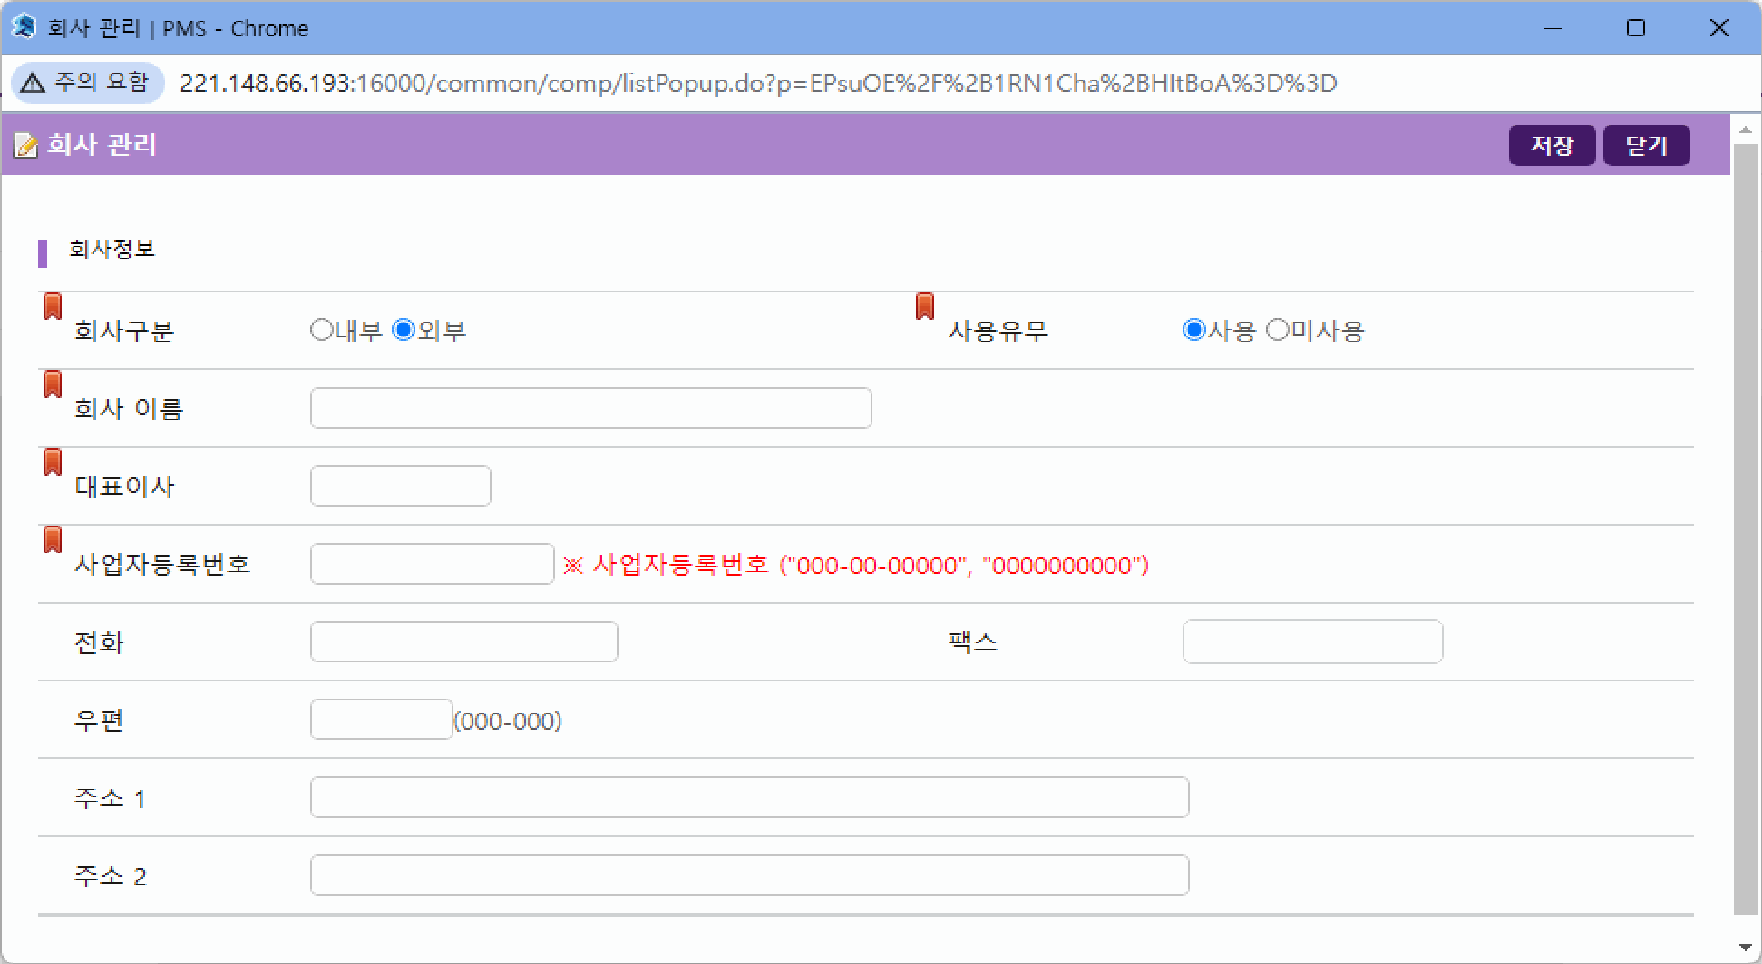 회사 관리 | PMS - Chrome
주의 요함 221.148.66.193:16000/common/comp/listPopup.do?p=EPsuOE%2F%2B1RN1Cha%2BHItBoA%3D%3D
회사 관리 저장 닫기
회사정보
회사구분 내부 외부 사용유무 사용 미사용
회사 이름
대표이사
사업자등록번호 ※ 사업자등록번호 ("000-00-00000", "0000000000")
전화 팩스
우편 (000-000)
주소 1
주소 2